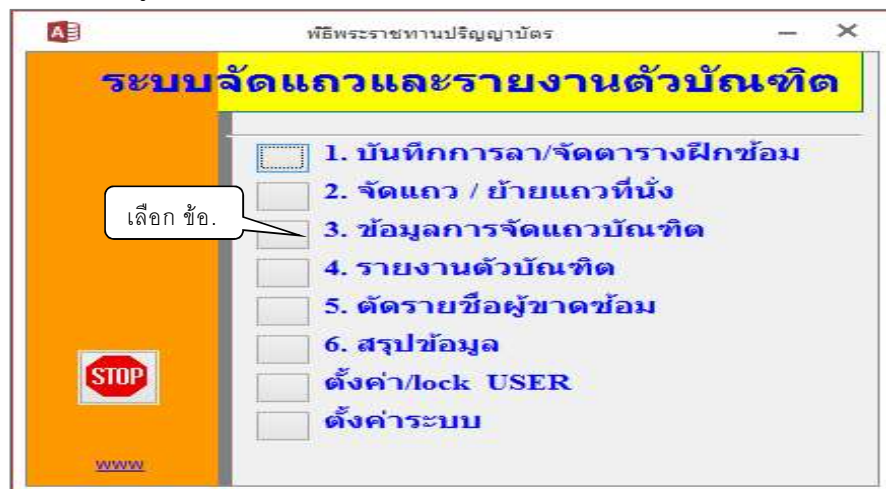 พิธีพระราชทานปริญญาบัตร
ระบบจัดแถวและรายงานตัวบัณฑิต
1. บันทึกการลา/จัดตารางฝึกซ้อม
2. จัดแถว / ย้ายแถวที่นั่ง
เลือก ข้อ.
3. ข้อมูลการจัดแถวบัณฑิต
4. รายงานตัวบัณฑิต
5. ตัดรายชื่อผู้ขาดซ้อม
6. สรุปข้อมูล
STOP
ตั้งค่า/lock USER
ตั้งค่าระบบ
www